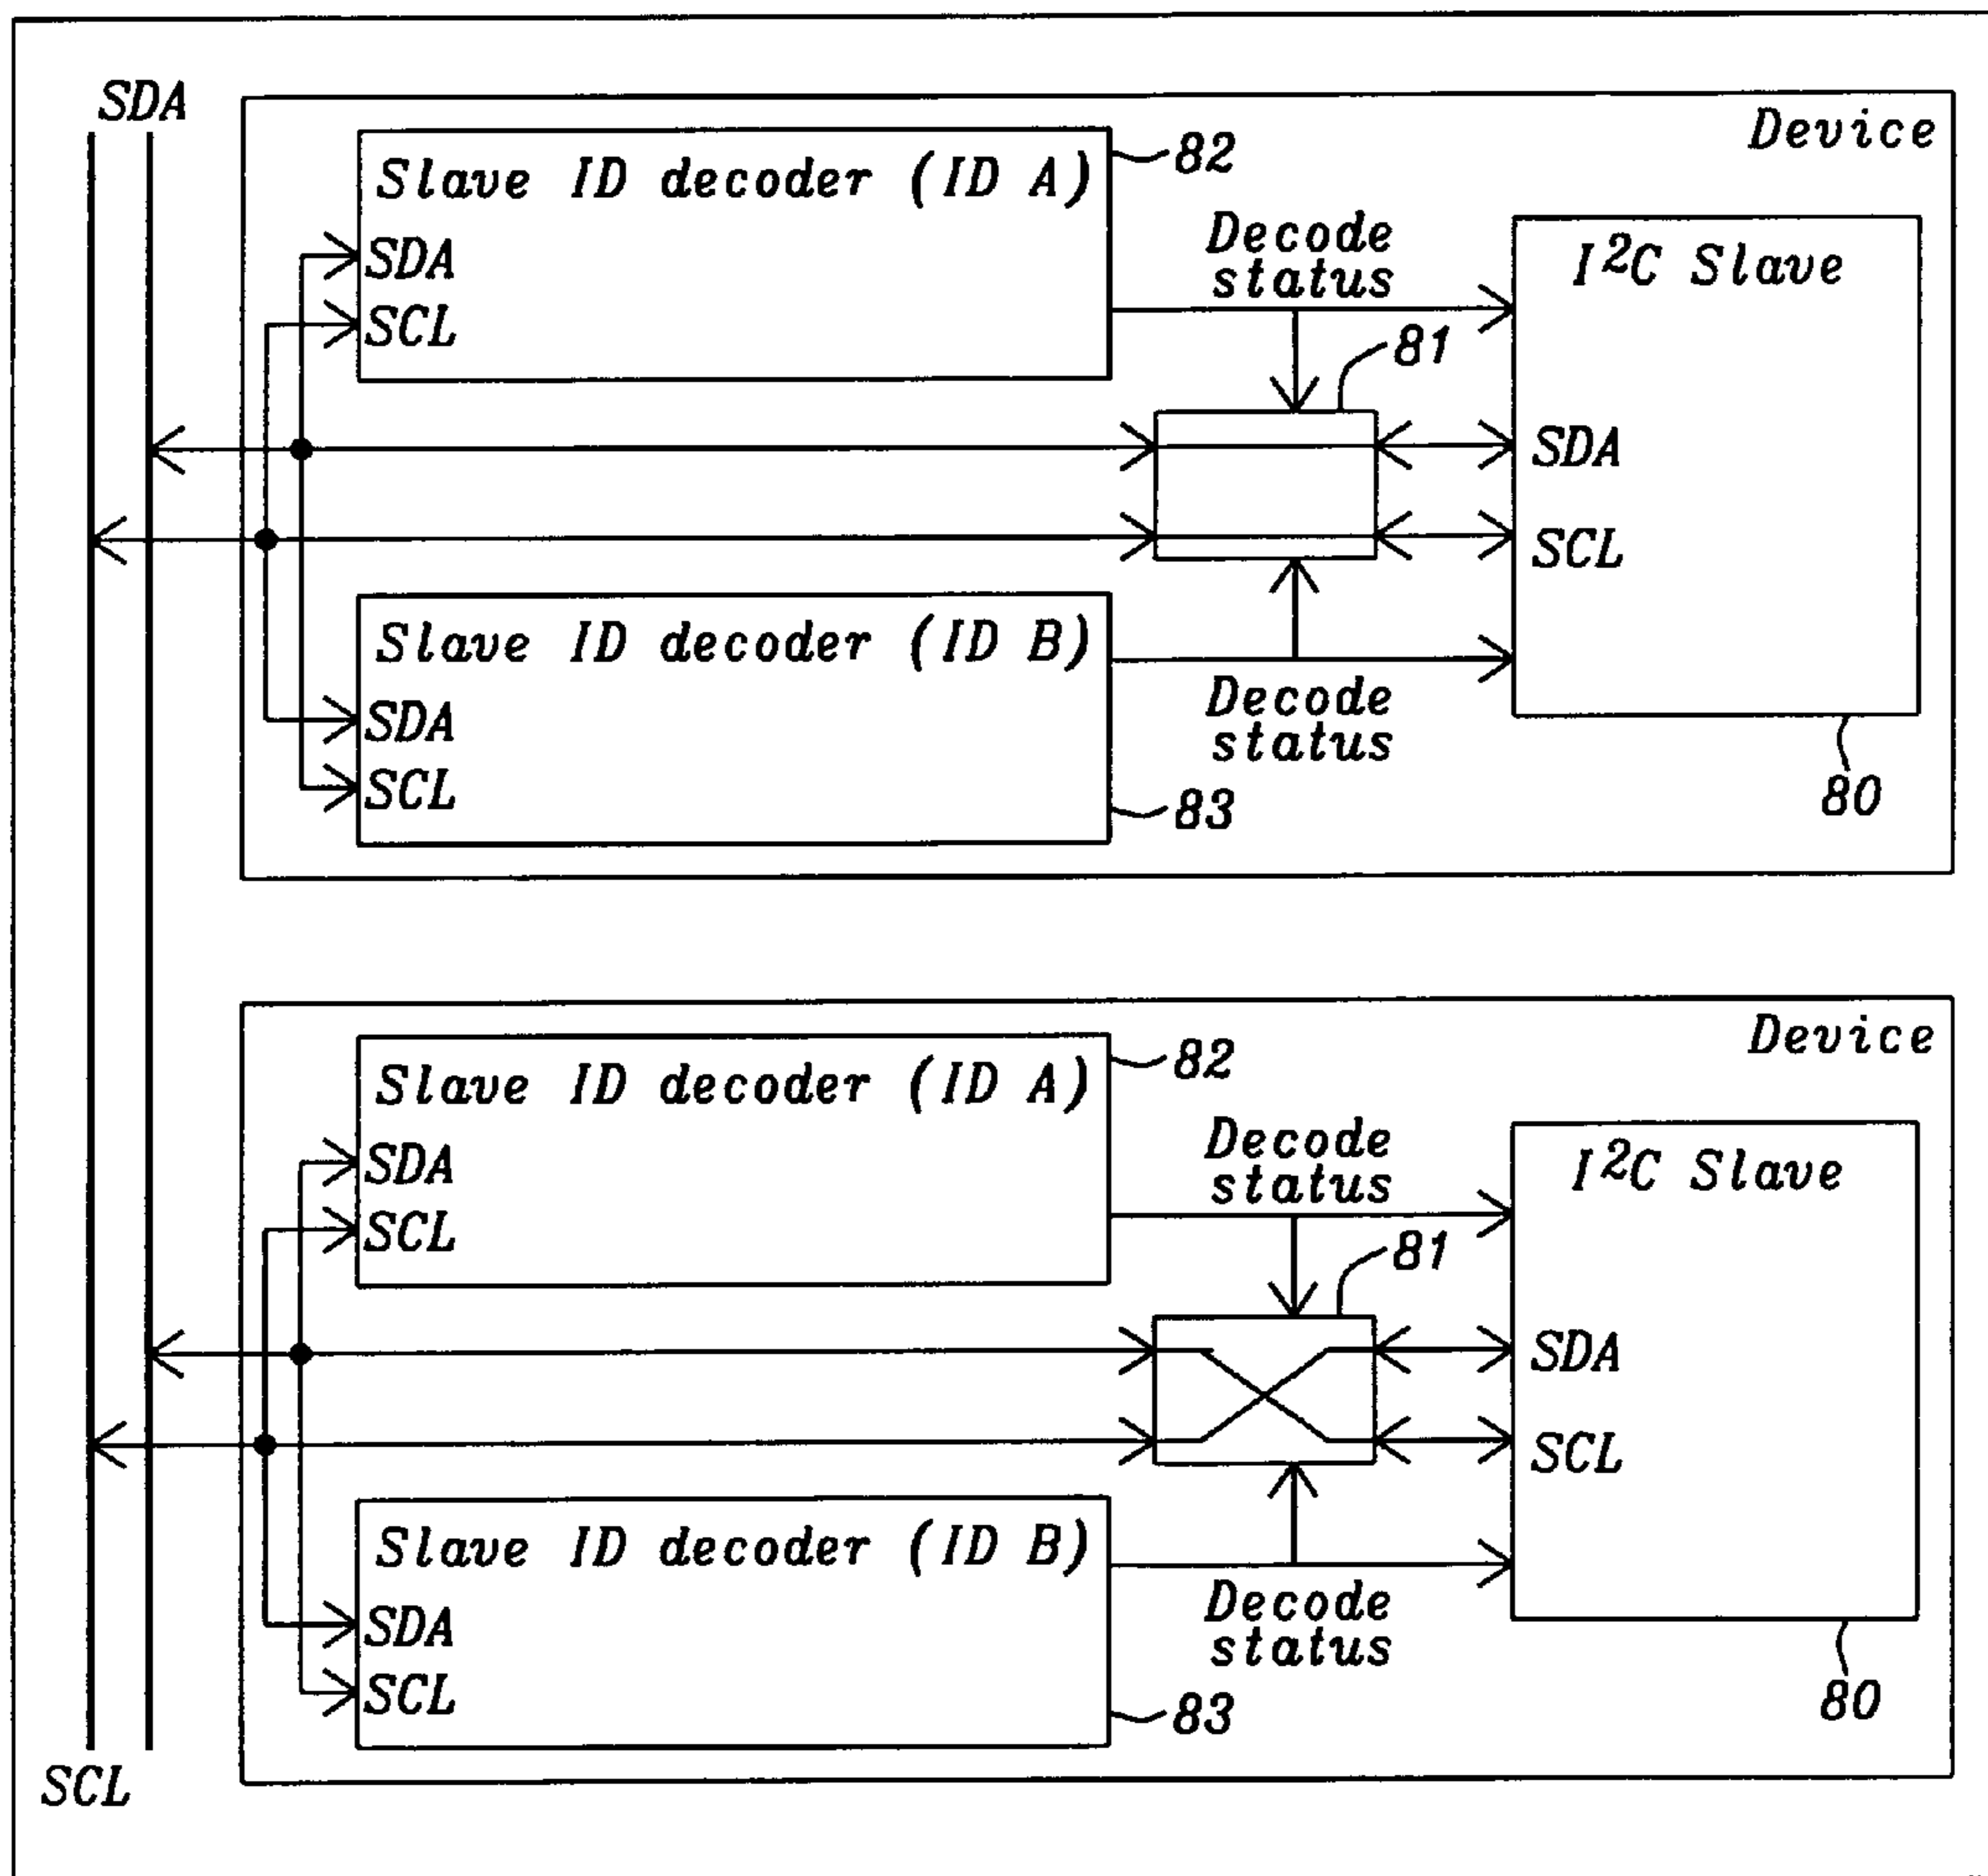 SDA
Device
Slave ID decoder (ID A)
82
SDA
SCL
Decode
status
I²C Slave
81
SDA
SCL
Slave ID decoder (ID B)
SDA
SCL
Decode
status
83
80
Device
Slave ID decoder (ID A)
82
SDA
SCL
Decode
status
I²C Slave
81
SDA
SCL
Slave ID decoder (ID B)
SDA
SCL
Decode
status
83
80
SCL